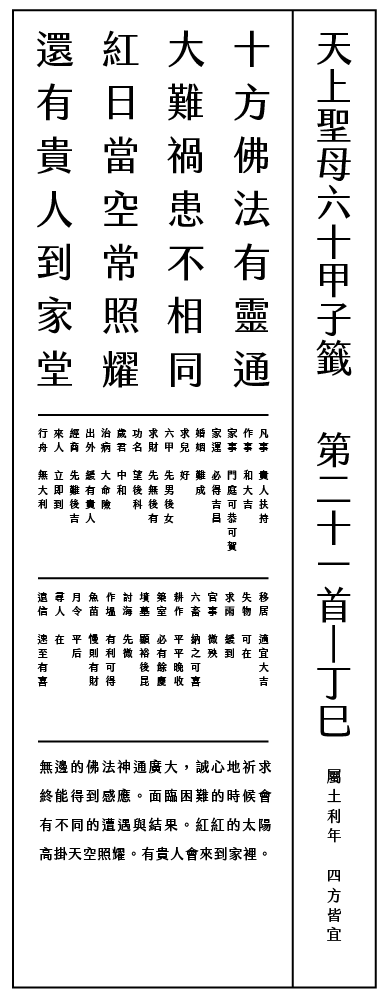 天上聖母六十甲子籤　第二十一首—丁巳
屬土利年　四方皆宜
十方佛法有靈通
大難禍患不相同
紅日當空常照耀
還有貴人到家堂
凡事　貴人扶持
作事　和大吉
家事　門庭可恭可賀
家運　必得吉昌
婚姻　難成
求兒　好
六甲　先男後女
求財　先無後有
功名　望後科
歲君　中和
治病　大命險
出外　緩有貴人
經商　先難後吉
來人　立即到
行舟　無大利
移居　適宜大吉
失物　可在
求雨　緩到
官事　微殃
六畜　納之可喜
耕作　平平晚收
築室　必有餘慶
墳墓　顯裕後昆
討海　先微
作塭　有利可得
魚苗　慢則有財
月令　平后
尋人　在
遠信　速至有喜
無邊的佛法神通廣大，誠心地祈求
終能得到感應。面臨困難的時候會
有不同的遭遇與結果。紅紅的太陽
高掛天空照耀。有貴人會來到家裡。